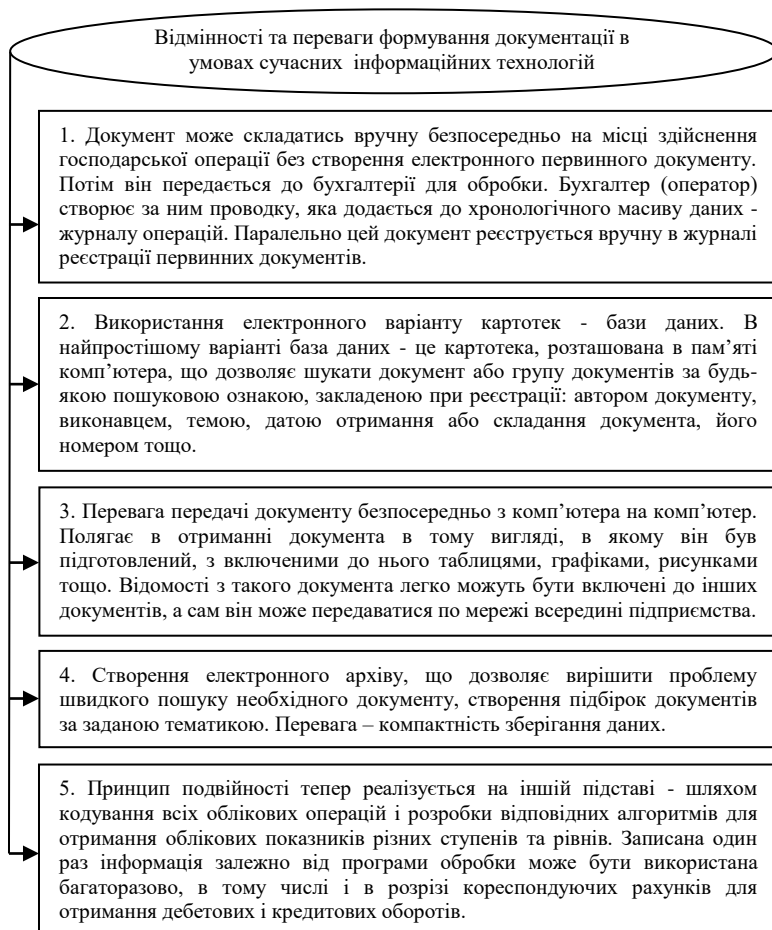 Відмінності та переваги формування документації в
умовах сучасних інформаційних технологій
1. Документ може складатись вручну безпосередньо на місці здійснення
господарської операції без створення електронного первинного документу.
Потім він передається до бухгалтерії для обробки. Бухгалтер (оператор)
створює за ним проводку, яка додається до хронологічного масиву даних -
журналу операцій. Паралельно цей документ реєструється вручну в журналі
реєстрації первинних документів.
2. Використання електронного варіанту картотек - бази даних. В
найпростішому варіанті база даних - це картотека, розташована в пам’яті
комп’ютера, що дозволяє шукати документ або групу документів за будь-
якою пошуковою ознакою, закладеною при реєстрації: автором документу,
виконавцем, темою, датою отримання або складання документа, його
номером тощо.
3. Перевага передачі документу безпосередньо з комп’ютера на комп’ютер.
Полягає в отриманні документа в тому вигляді, в якому він був
підготовлений, з включеними до нього таблицями, графіками, рисунками
тощо. Відомості з такого документа легко можуть бути включені до інших
документів, а сам він може передаватися по мережі всередині підприємства.
4. Створення електронного архіву, що дозволяє вирішити проблему
швидкого пошуку необхідного документу, створення підбірок документів
за заданою тематикою. Перевага – компактність зберігання даних.
5. Принцип подвійності тепер реалізується на іншій підставі - шляхом
кодування всіх облікових операцій і розробки відповідних алгоритмів для
отримання облікових показників різних ступенів та рівнів. Записана один
раз інформація залежно від програми обробки може бути використана
багаторазово, в тому числі і в розрізі кореспондуючих рахунків для
отримання дебетових і кредитових оборотів.